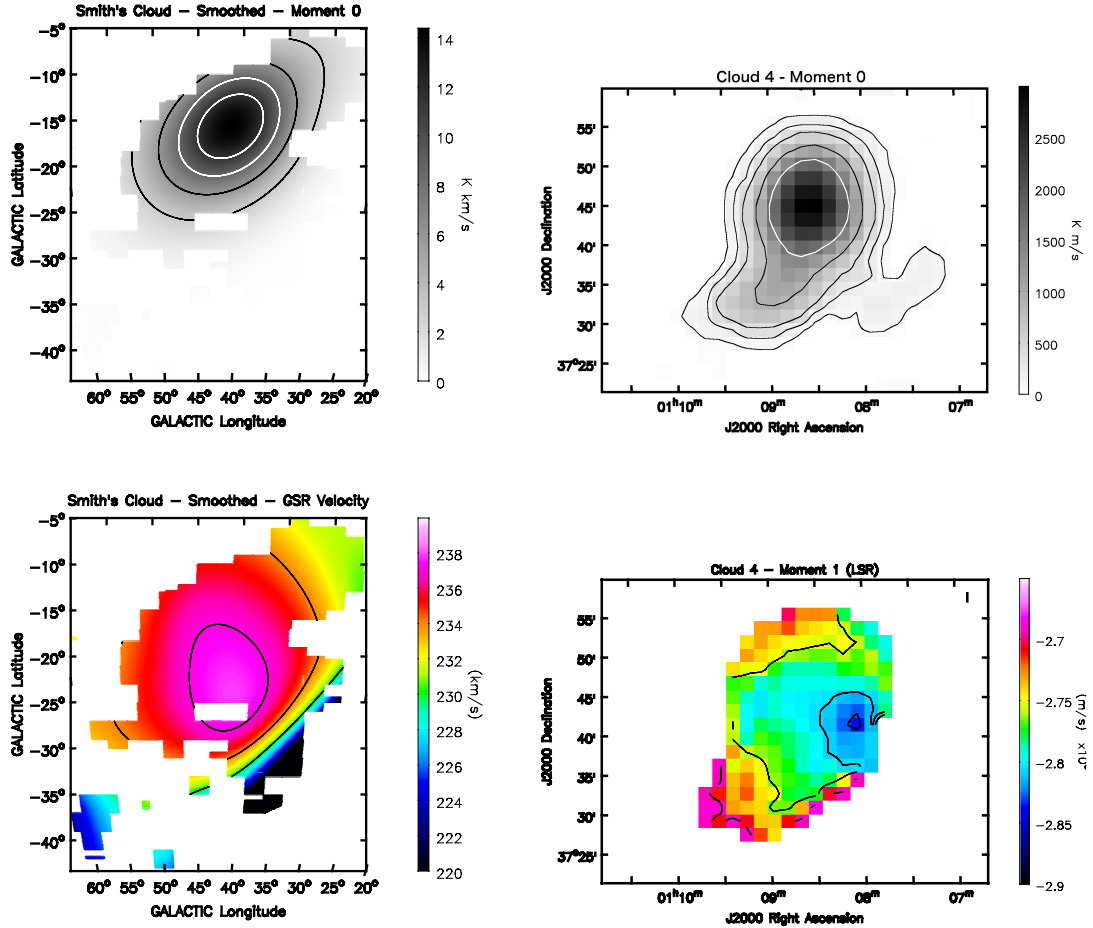 Smith's Cloud — Smoothed — Moment 0
−5°
−10°
−15°
−20°
−25°
−30°
−35°
−40°
GALACTIC Latitude
60° 55° 50° 45° 40° 35° 30° 25° 20°
GALACTIC Longitude
14
12
10
8
6
4
2
0
K km/s
Cloud 4 - Moment 0
55'
50'
45'
40'
35'
30'
37°25'
J2000 Declination
01ʰ10ᵐ 09ᵐ 08ᵐ 07ᵐ
J2000 Right Ascension
2500
2000
1500
1000
500
0
K m/s
Smith's Cloud — Smoothed — GSR Velocity
−5°
−10°
−15°
−20°
−25°
−30°
−35°
−40°
GALACTIC Latitude
60° 55° 50° 45° 40° 35° 30° 25° 20°
GALACTIC Longitude
238
236
234
232
230
228
226
224
222
220
(km/s)
Cloud 4 — Moment 1 (LSR)
55'
50'
45'
40'
35'
30'
37°25'
J2000 Declination
01ʰ10ᵐ 09ᵐ 08ᵐ 07ᵐ
J2000 Right Ascension
−2.7
−2.75
−2.8
−2.85
−2.9
(m/s)